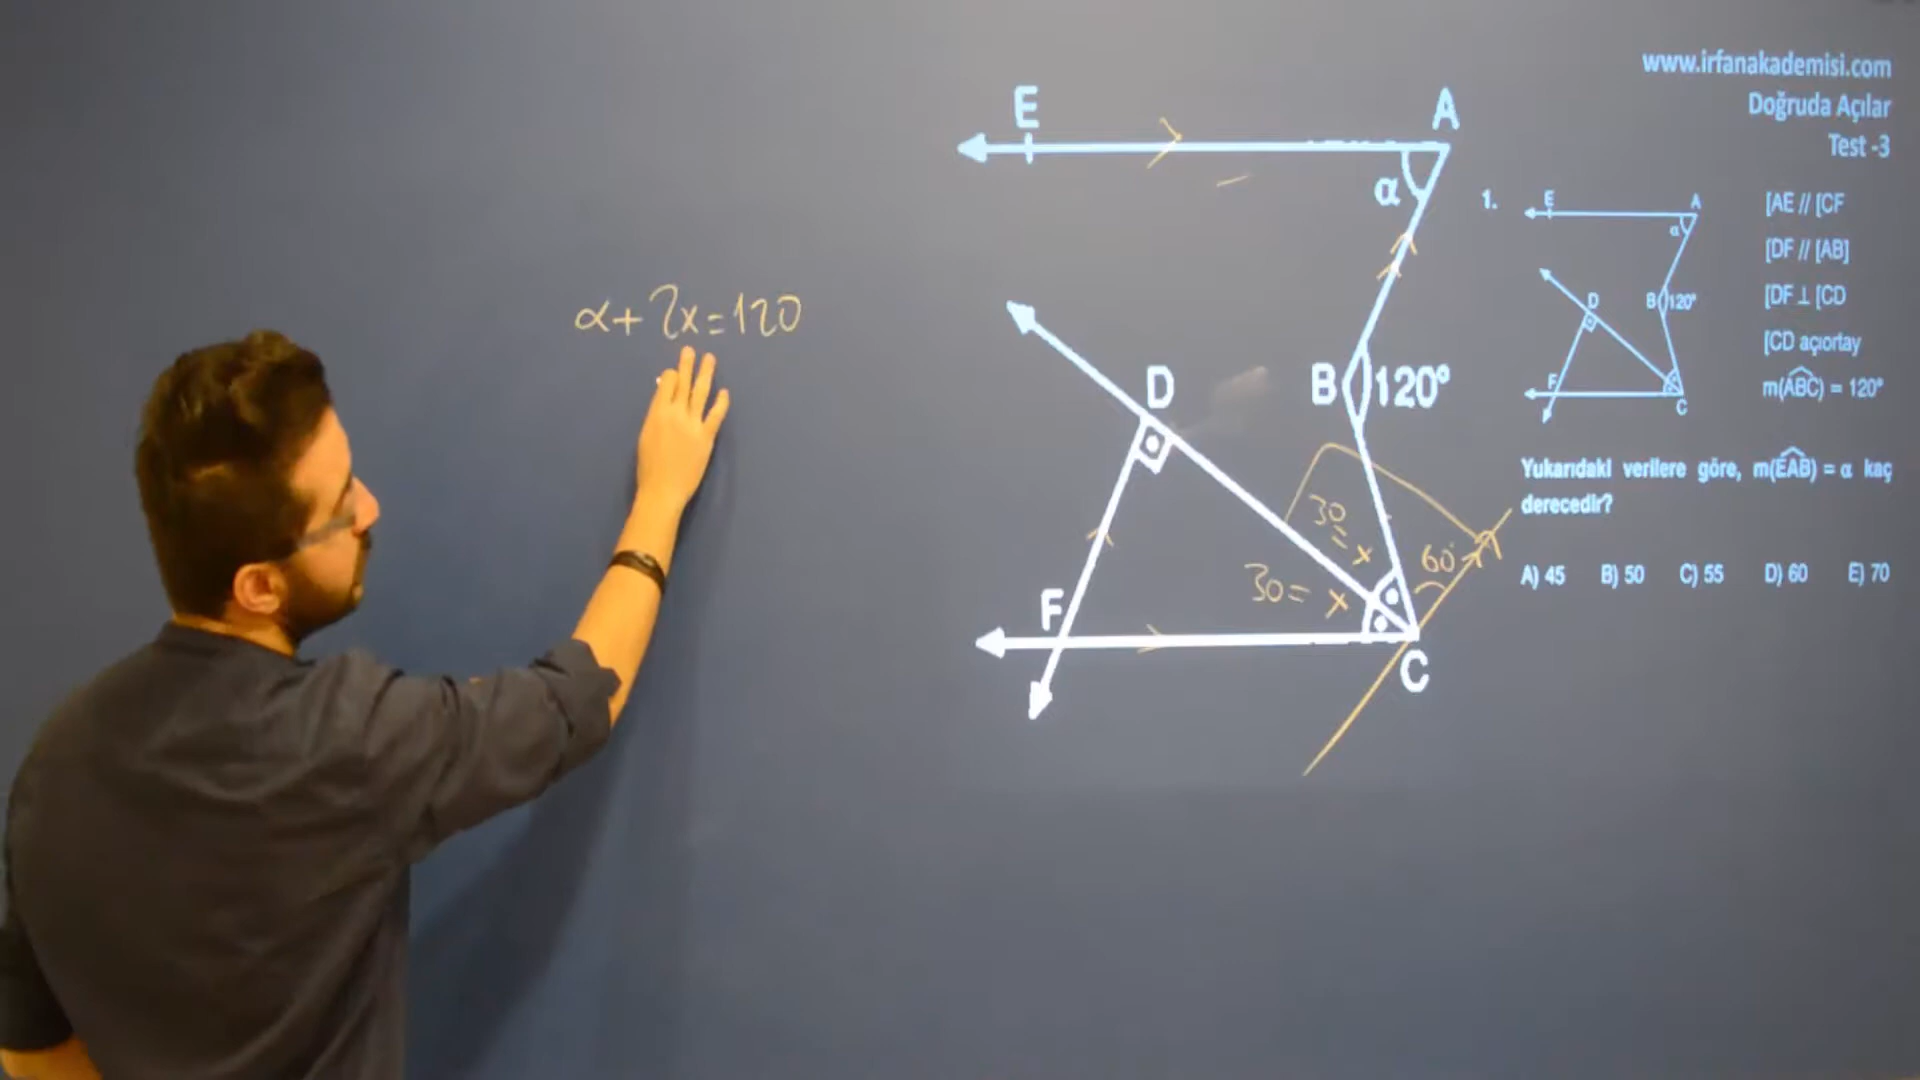 www.irfanakademisi.com
Doğruda Açılar
Test -3
α + 2x = 120
E
A
α
B 120°
D
F
C
30 = x
30 = x
60°
1.
E
A
α
B 120°
D
F
C
[AE // [CF
[DF // [AB]
[DF ⊥ [CD
[CD açıortay
m(ABC) = 120°
Yukarıdaki verilere göre, m(EAB) = α kaç
derecedir?
A) 45 B) 50 C) 55 D) 60 E) 70